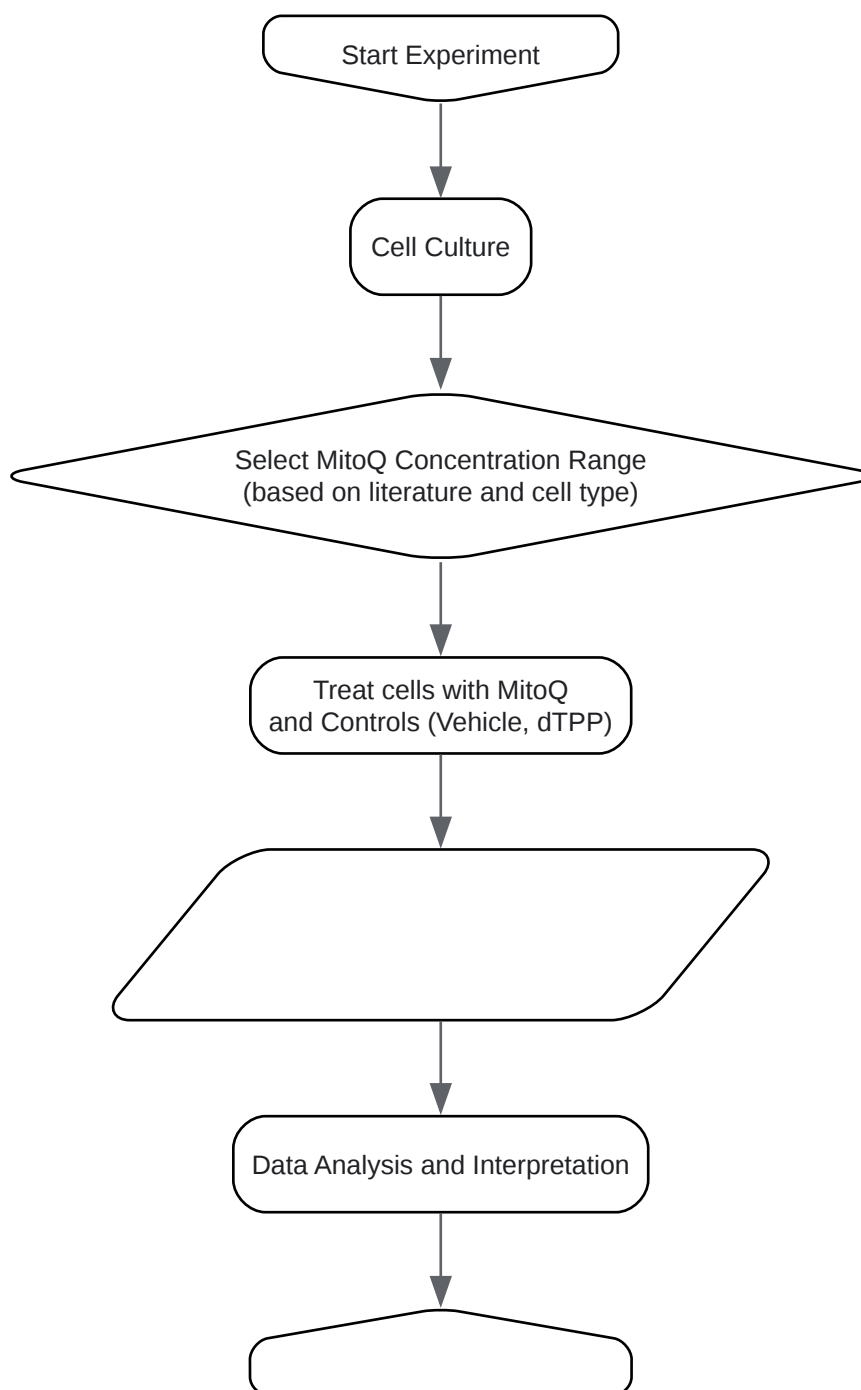 Start Experiment
Cell Culture
Select MitoQ Concentration Range
(based on literature and cell type)
Treat cells with MitoQ
and Controls (Vehicle, dTPP)
Data Analysis and Interpretation